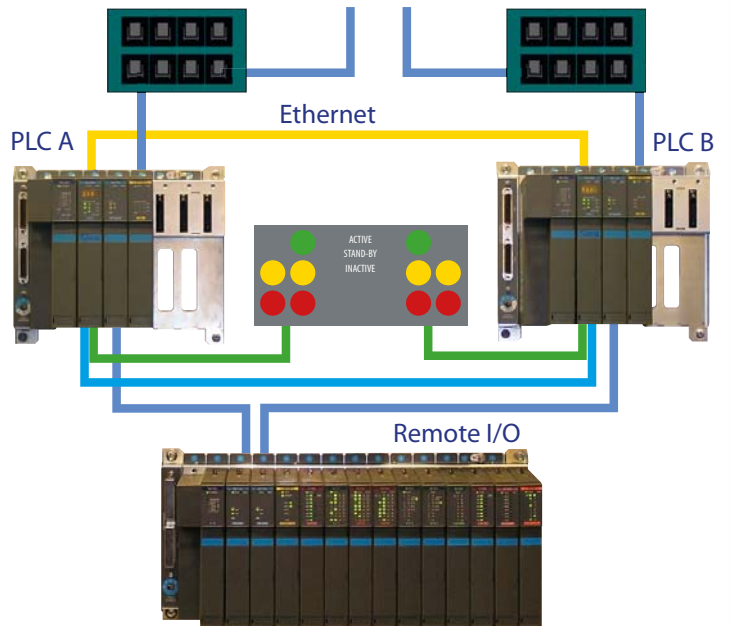 Ethernet
PLC A
PLC B
ACTIVE
STAND-BY
INACTIVE
Remote I/O